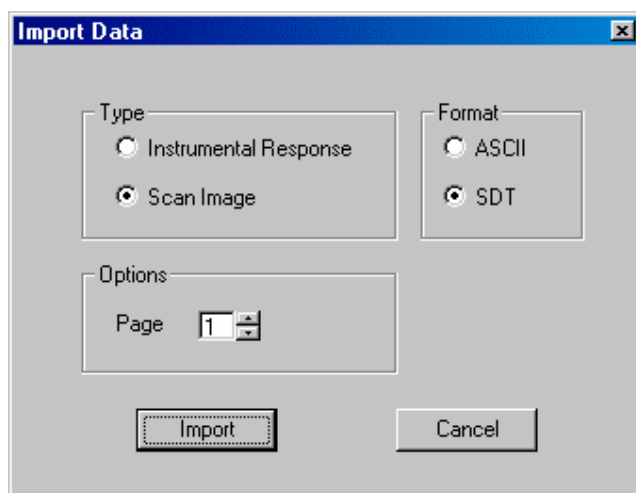 Import Data
Type
Instrumental Response
Scan Image
Format
ASCII
SDT
Options
Page 1
Import
Cancel